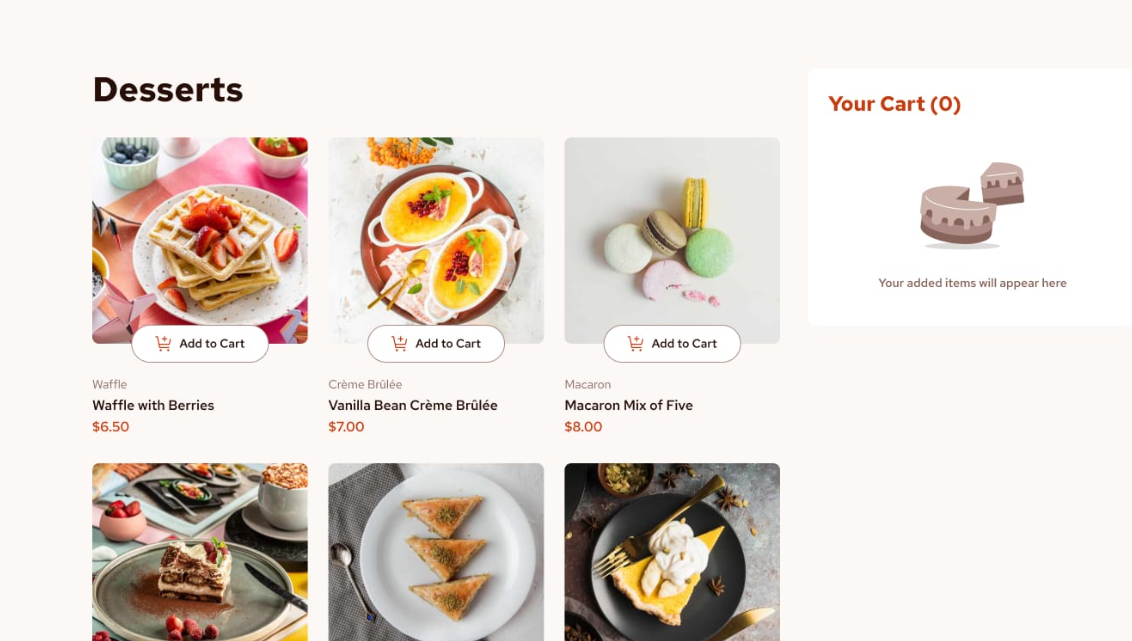 Desserts
Your Cart (0)
Your added items will appear here
Add to Cart
Add to Cart
Add to Cart
Waffle
Waffle with Berries
$6.50
Crème Brûlée
Vanilla Bean Crème Brûlée
$7.00
Macaron
Macaron Mix of Five
$8.00